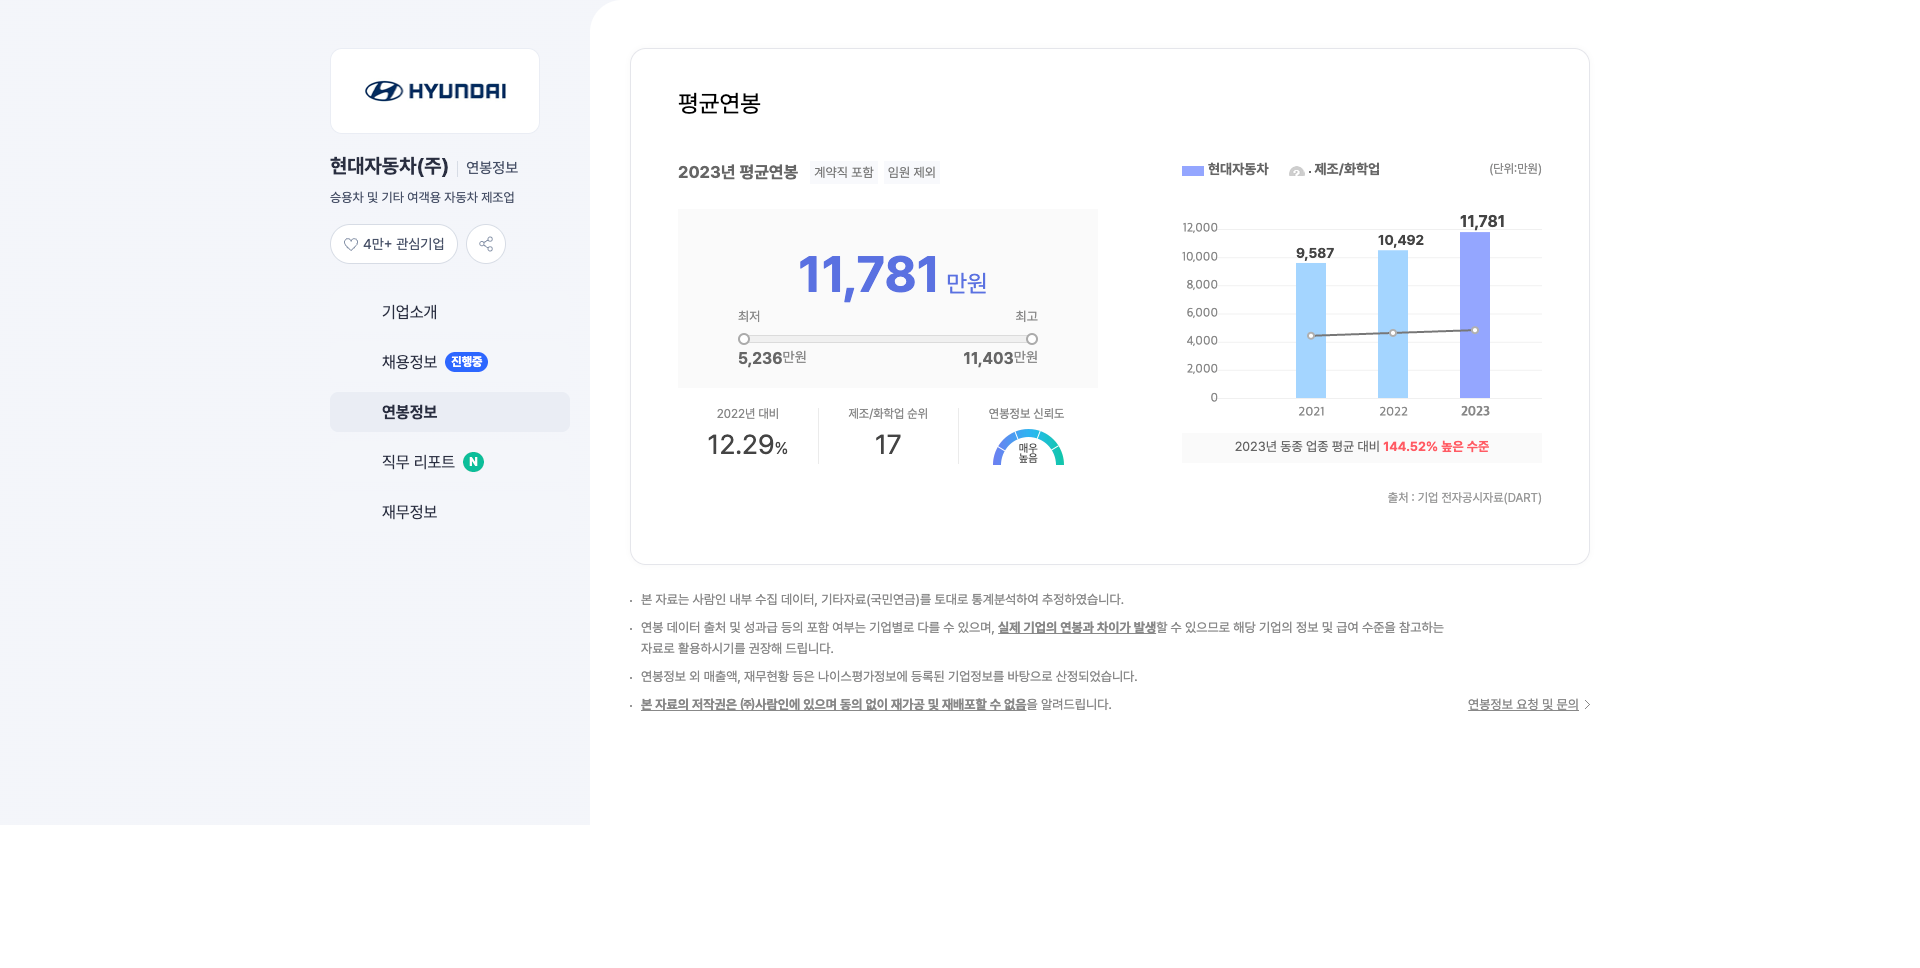 HYUNDAI
현대자동차(주) 연봉정보
승용차 및 기타 여객용 자동차 제조업
4만+ 관심기업
기업소개
채용정보 진행중
연봉정보
직무 리포트 N
재무정보
평균연봉
2023년 평균연봉 계약직 포함 임원 제외
11,781 만원
최저 최고
5,236만원 11,403만원
2022년 대비
12.29%
제조/화학업 순위
17
연봉정보 신뢰도
매우
높음
현대자동차 제조/화학업 (단위:만원)
12,000
10,000
8,000
6,000
4,000
2,000
0
9,587
10,492
11,781
2021 2022 2023
2023년 동종 업종 평균 대비 144.52% 높은 수준
출처 : 기업 전자공시자료(DART)
· 본 자료는 사람인 내부 수집 데이터, 기타자료(국민연금)를 토대로 통계분석하여 추정하였습니다.
· 연봉 데이터 출처 및 성과급 등의 포함 여부는 기업별로 다를 수 있으며, 실제 기업의 연봉과 차이가 발생할 수 있으므로 해당 기업의 정보 및 급여 수준을 참고하는
자료로 활용하시기를 권장해 드립니다.
· 연봉정보 외 매출액, 재무현황 등은 나이스평가정보에 등록된 기업정보를 바탕으로 산정되었습니다.
· 본 자료의 저작권은 ㈜사람인에 있으며 동의 없이 재가공 및 재배포할 수 없음을 알려드립니다.
연봉정보 요청 및 문의